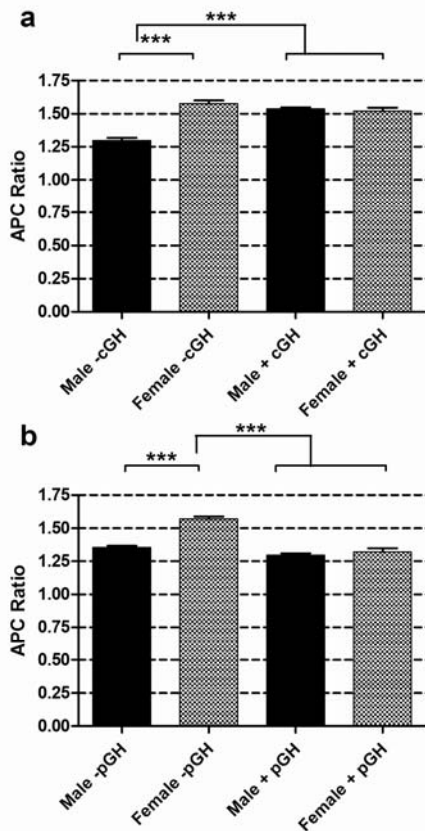 a
***
***
1.75
1.50
1.25
1.00
0.75
0.50
0.25
0.00
APC Ratio
Male -cGH
Female -cGH
Male + cGH
Female + cGH
b
***
***
1.75
1.50
1.25
1.00
0.75
0.50
0.25
0.00
APC Ratio
Male -pGH
Female -pGH
Male + pGH
Female + pGH